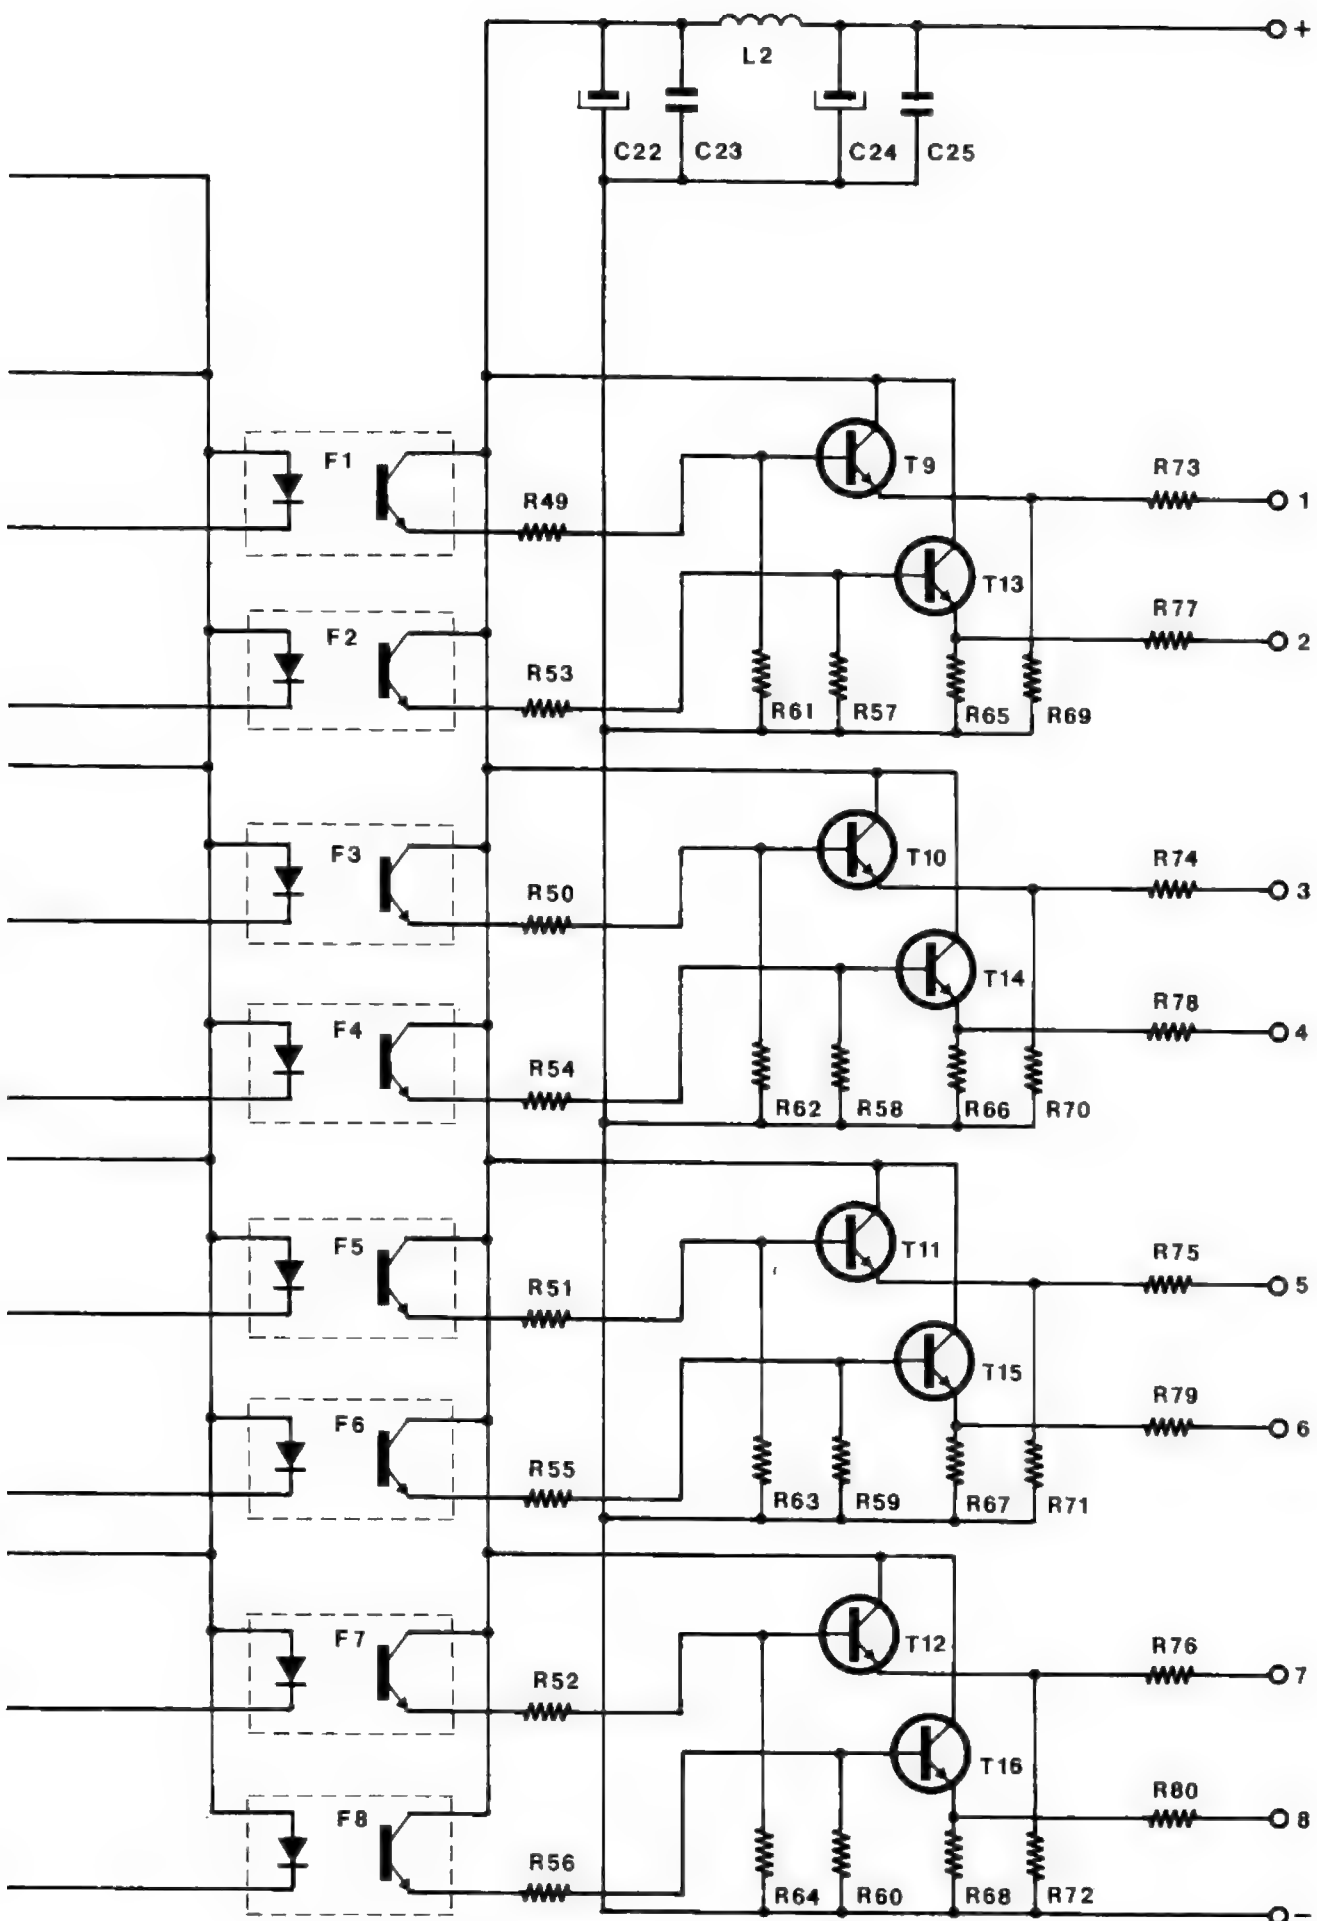 +
L2
C22 C23 C24 C25
F1
T9
R73
R49
1
T13
R77
F2
2
R53
R61 R57 R65 R69
F3
T10
R74
R50
3
T14
R78
F4
4
R54
R62 R58 R66 R70
F5
T11
R75
R51
5
T15
R79
F6
6
R55
R63 R59 R67 R71
F7
T12
R76
R52
7
T16
R80
F8
8
R56
R64 R60 R68 R72
−